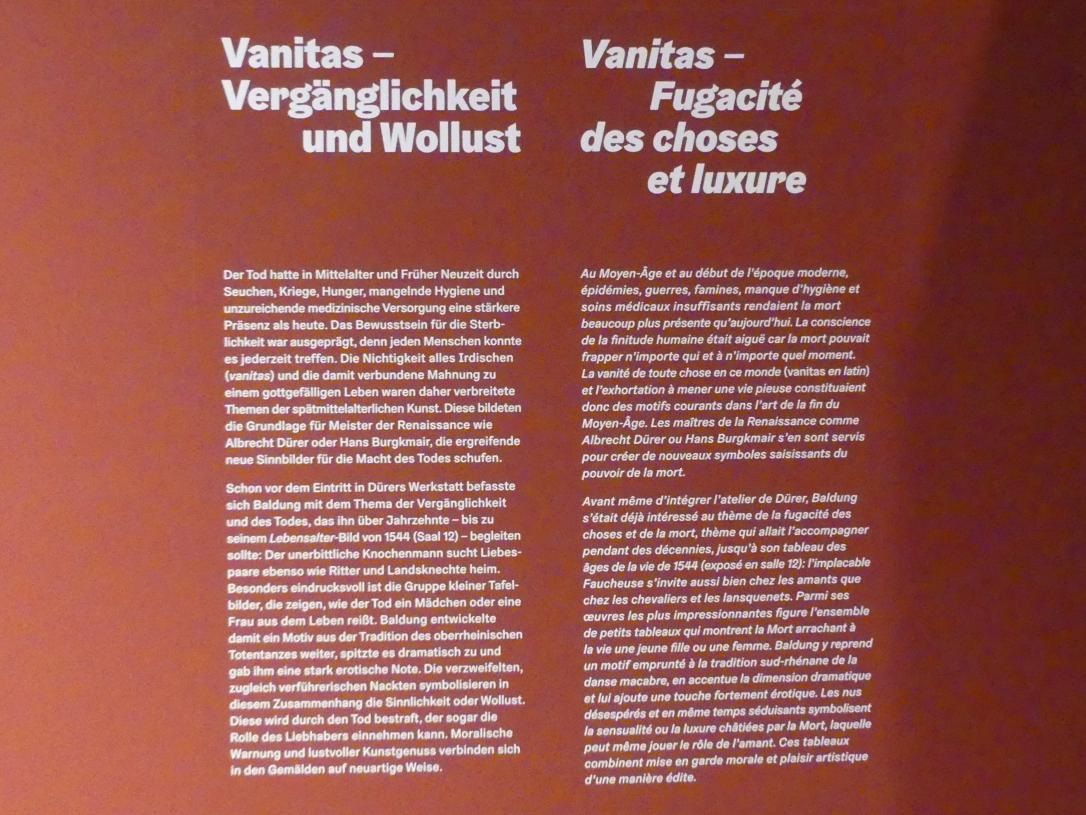 Vanitas –
Vergänglichkeit
und Wollust
Der Tod hatte in Mittelalter und Früher Neuzeit durch
Seuchen, Kriege, Hunger, mangelnde Hygiene und
unzureichende medizinische Versorgung eine stärkere
Präsenz als heute. Das Bewusstsein für die Sterb-
lichkeit war ausgeprägt, denn jeden Menschen konnte
es jederzeit treffen. Die Nichtigkeit alles Irdischen
(vanitas) und die damit verbundene Mahnung zu
einem gottgefälligen Leben waren daher verbreitete
Themen der spätmittelalterlichen Kunst. Diese bildeten
die Grundlage für Meister der Renaissance wie
Albrecht Dürer oder Hans Burgkmair, die ergreifende
neue Sinnbilder für die Macht des Todes schufen.
Schon vor dem Eintritt in Dürers Werkstatt befasste
sich Baldung mit dem Thema der Vergänglichkeit
und des Todes, das ihn über Jahrzehnte – bis zu
seinem Lebensalter-Bild von 1544 (Saal 12) – begleiten
sollte: Der unerbittliche Knochenmann sucht Liebes-
paare ebenso wie Ritter und Landsknechte heim.
Besonders eindrucksvoll ist die Gruppe kleiner Tafel-
bilder, die zeigen, wie der Tod ein Mädchen oder eine
Frau aus dem Leben reißt. Baldung entwickelte
damit ein Motiv aus der Tradition des oberrheinischen
Totentanzes weiter, spitzte es dramatisch zu und
gab ihm eine stark erotische Note. Die verzweifelten,
zugleich verführerischen Nackten symbolisieren in
diesem Zusammenhang die Sinnlichkeit oder Wollust.
Diese wird durch den Tod bestraft, der sogar die
Rolle des Liebhabers einnehmen kann. Moralische
Warnung und lustvoller Kunstgenuss verbinden sich
in den Gemälden auf neuartige Weise.
Vanitas –
Fugacité
des choses
et luxure
Au Moyen-Âge et au début de l'époque moderne,
épidémies, guerres, famines, manque d'hygiène et
soins médicaux insuffisants rendaient la mort
beaucoup plus présente qu'aujourd'hui. La conscience
de la finitude humaine était aiguë car la mort pouvait
frapper n'importe qui et à n'importe quel moment.
La vanité de toute chose en ce monde (vanitas en latin)
et l'exhortation à mener une vie pieuse constituaient
donc des motifs courants dans l'art de la fin du
Moyen-Âge. Les maîtres de la Renaissance comme
Albrecht Dürer ou Hans Burgkmair s'en sont servis
pour créer de nouveaux symboles saisissants du
pouvoir de la mort.
Avant même d'intégrer l'atelier de Dürer, Baldung
s'était déjà intéressé au thème de la fugacité des
choses et de la mort, thème qui allait l'accompagner
pendant des décennies, jusqu'à son tableau des
âges de la vie de 1544 (exposé en salle 12): l'implacable
Faucheuse s'invite aussi bien chez les amants que
chez les chevaliers et les lansquenets. Parmi ses
œuvres les plus impressionnantes figure l'ensemble
de petits tableaux qui montrent la Mort arrachant à
la vie une jeune fille ou une femme. Baldung y reprend
un motif emprunté à la tradition sud-rhénane de la
danse macabre, en accentue la dimension dramatique
et lui ajoute une touche fortement érotique. Les nus
désespérés et en même temps séduisants symbolisent
la sensualité ou la luxure châtiées par la Mort, laquelle
peut même jouer le rôle de l'amant. Ces tableaux
combinent mise en garde morale et plaisir artistique
d'une manière édite.